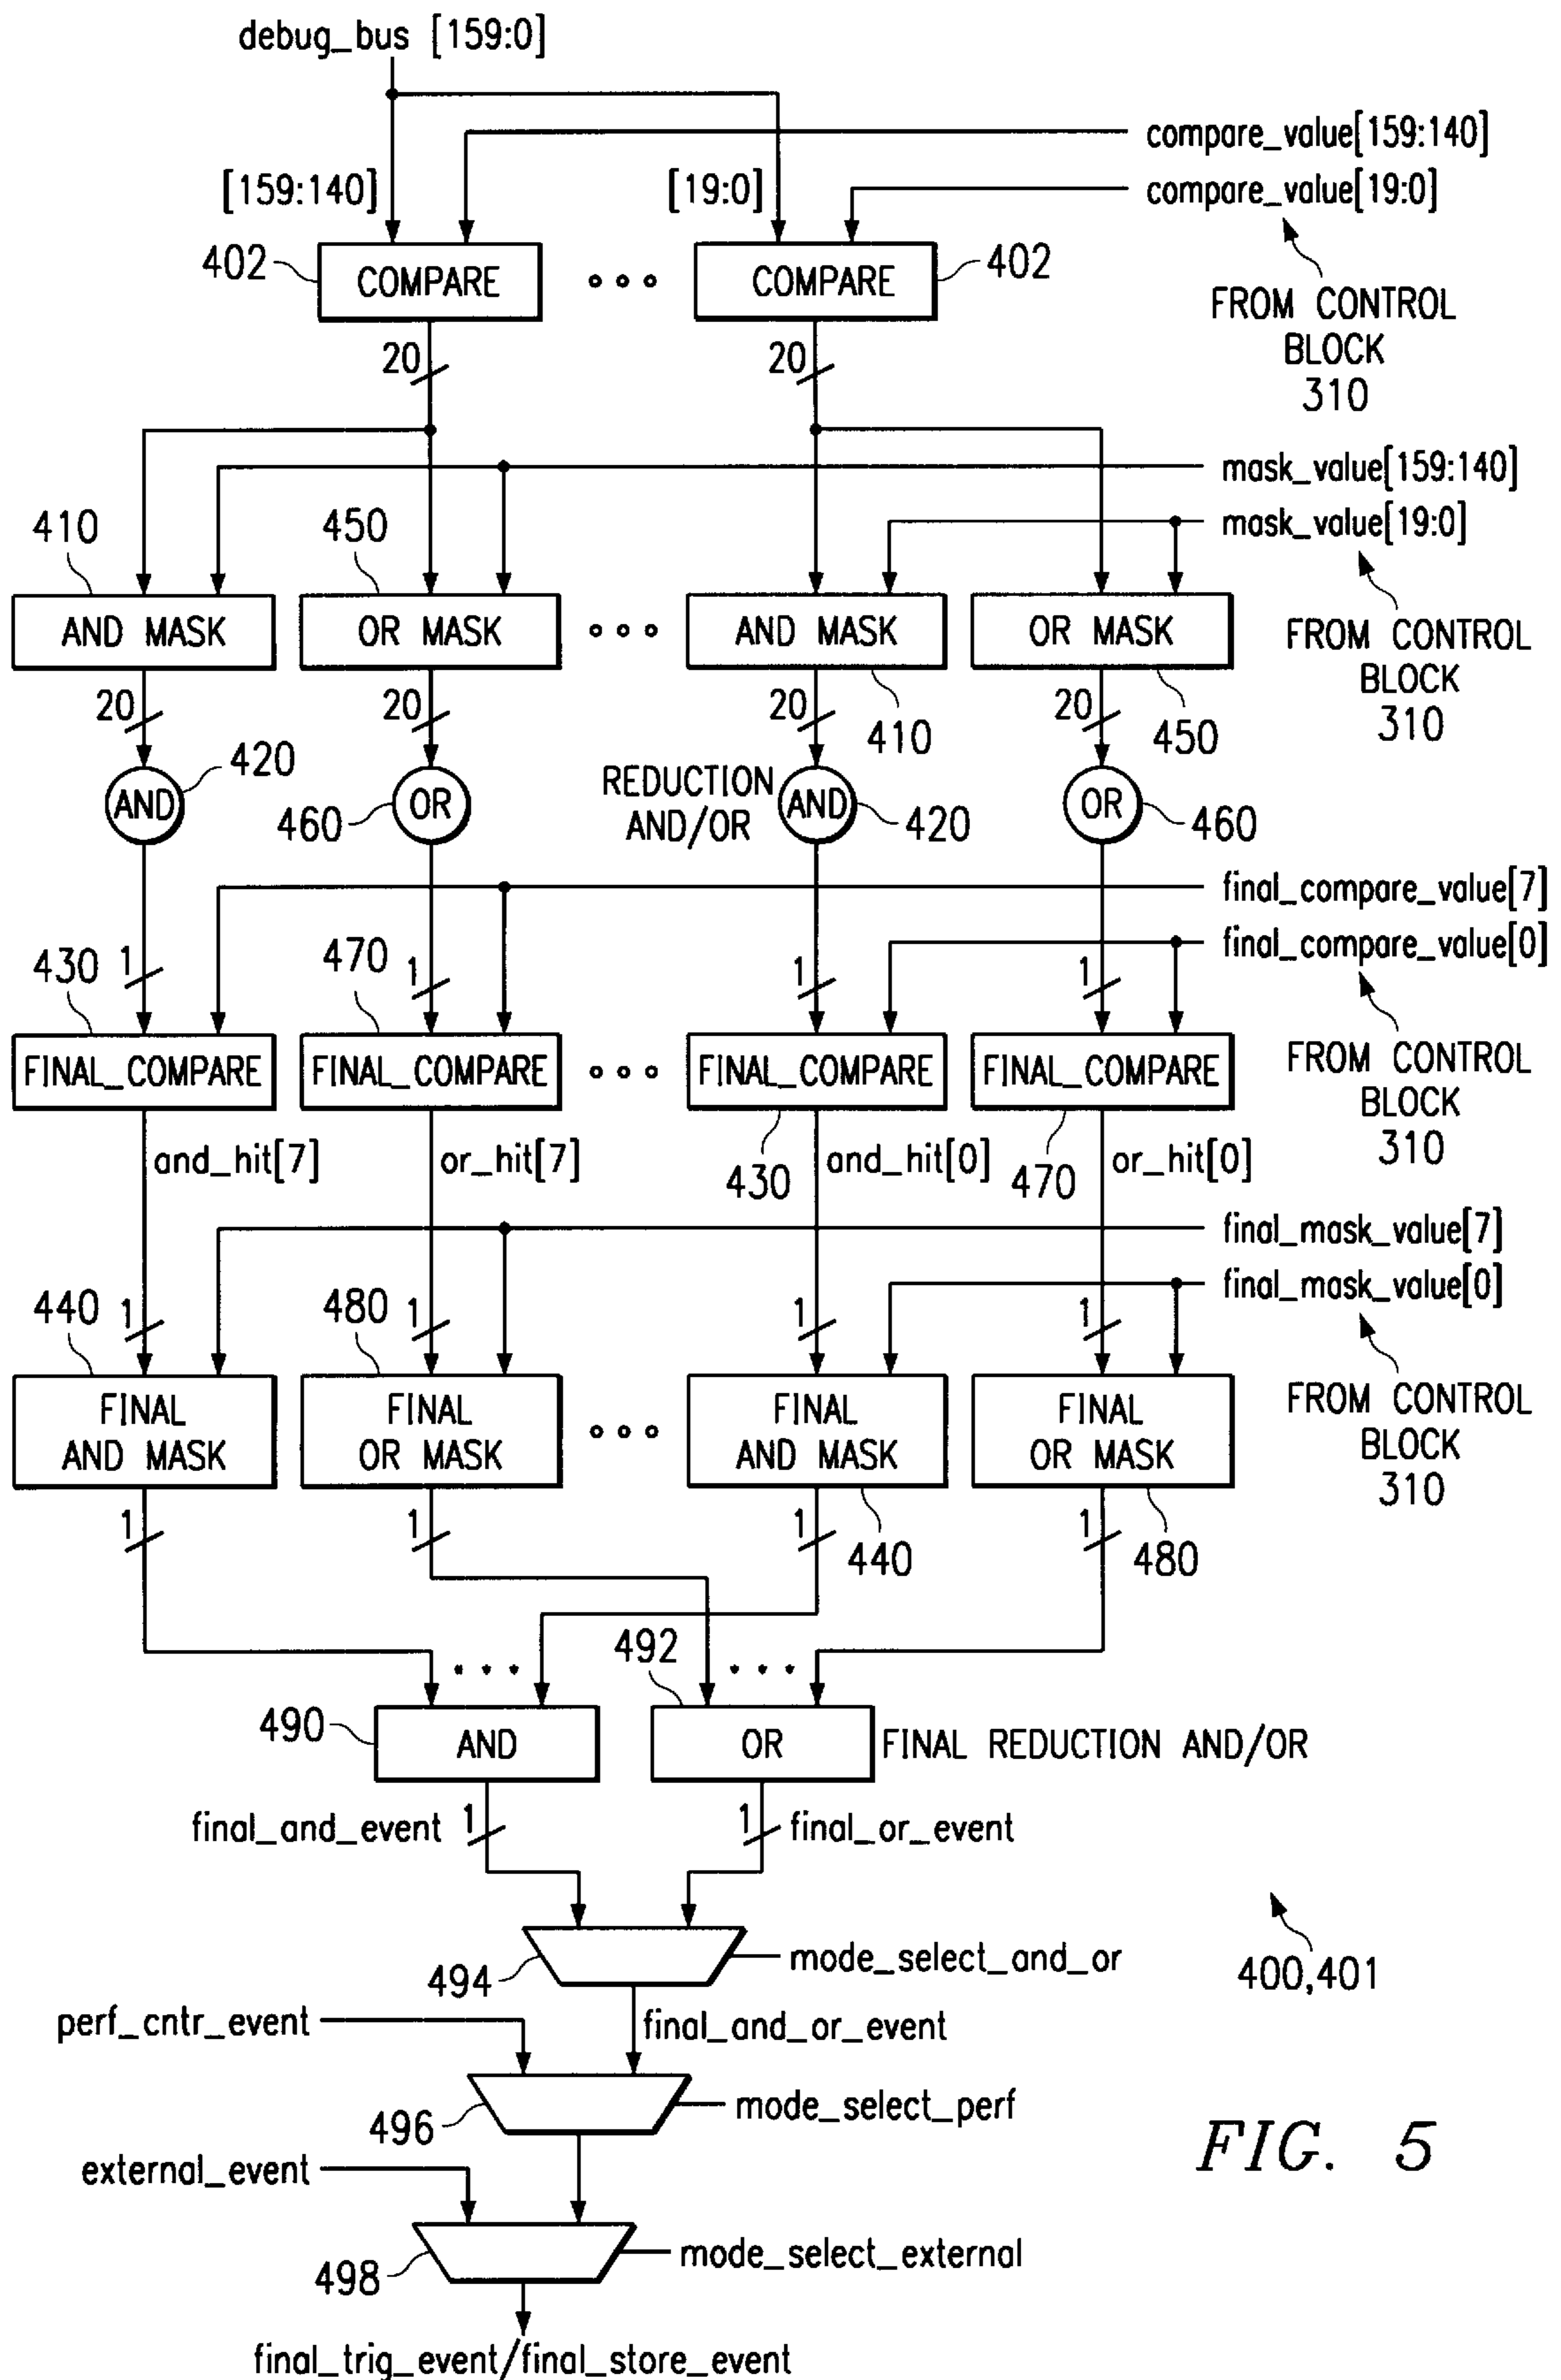 debug_bus [159:0]
compare_value[159:140]
[159:140]
[19:0]
compare_value[19:0]
402
COMPARE
COMPARE
402
FROM CONTROL
BLOCK
310
20
20
mask_value[159:140]
mask_value[19:0]
410
450
AND MASK
OR MASK
AND MASK
OR MASK
FROM CONTROL
BLOCK
310
20
20
20
410
20
450
AND
420
460
OR
REDUCTION
AND/OR
AND
420
OR
460
final_compare_value[7]
final_compare_value[0]
430
1
470
1
1
1
FINAL_COMPARE
FINAL_COMPARE
FINAL_COMPARE
FINAL_COMPARE
FROM CONTROL
BLOCK
310
and_hit[7]
or_hit[7]
430
and_hit[0]
470
or_hit[0]
final_mask_value[7]
final_mask_value[0]
440
1
480
1
1
1
FINAL
AND MASK
FINAL
OR MASK
FINAL
AND MASK
FINAL
OR MASK
FROM CONTROL
BLOCK
310
1
1
1
440
1
480
492
490
AND
OR
FINAL REDUCTION AND/OR
final_and_event
1
1
final_or_event
494
mode_select_and_or
400,401
perf_cntr_event
final_and_or_event
496
mode_select_perf
external_event
FIG. 5
498
mode_select_external
final_trig_event/final_store_event